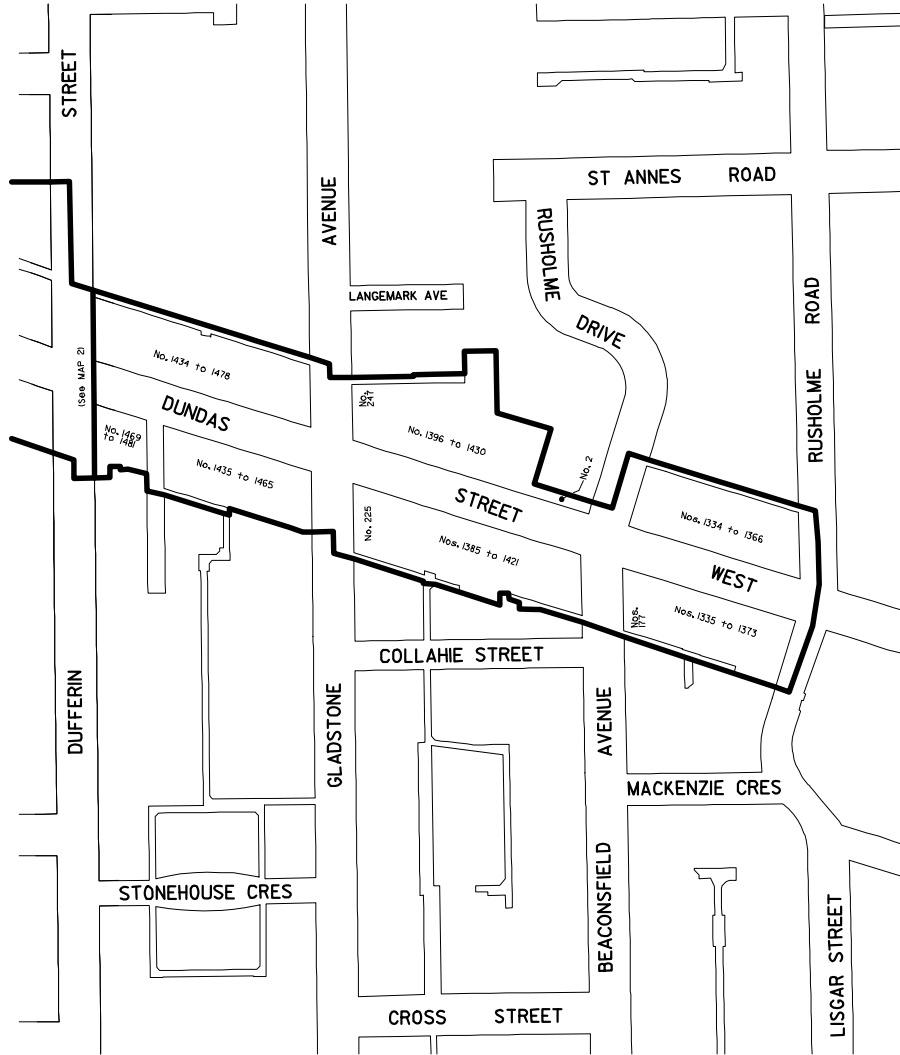 STREET
AVENUE
ST ANNES ROAD
RUSHOLME
DRIVE
RUSHOLME ROAD
LANGEMARK AVE
(See MAP 2)
No. 1434 to 1478
DUNDAS
No. 1469
to 1481
No. 1435 to 1465
No.
247
No. 1396 to 1430
No. 2
STREET
No. 225
Nos. 1385 to 1421
Nos. 1334 to 1366
WEST
Nos.
177
Nos. 1335 to 1373
COLLAHIE STREET
DUFFERIN
GLADSTONE
AVENUE
MACKENZIE CRES
BEACONSFIELD
STONEHOUSE CRES
LISGAR STREET
CROSS STREET